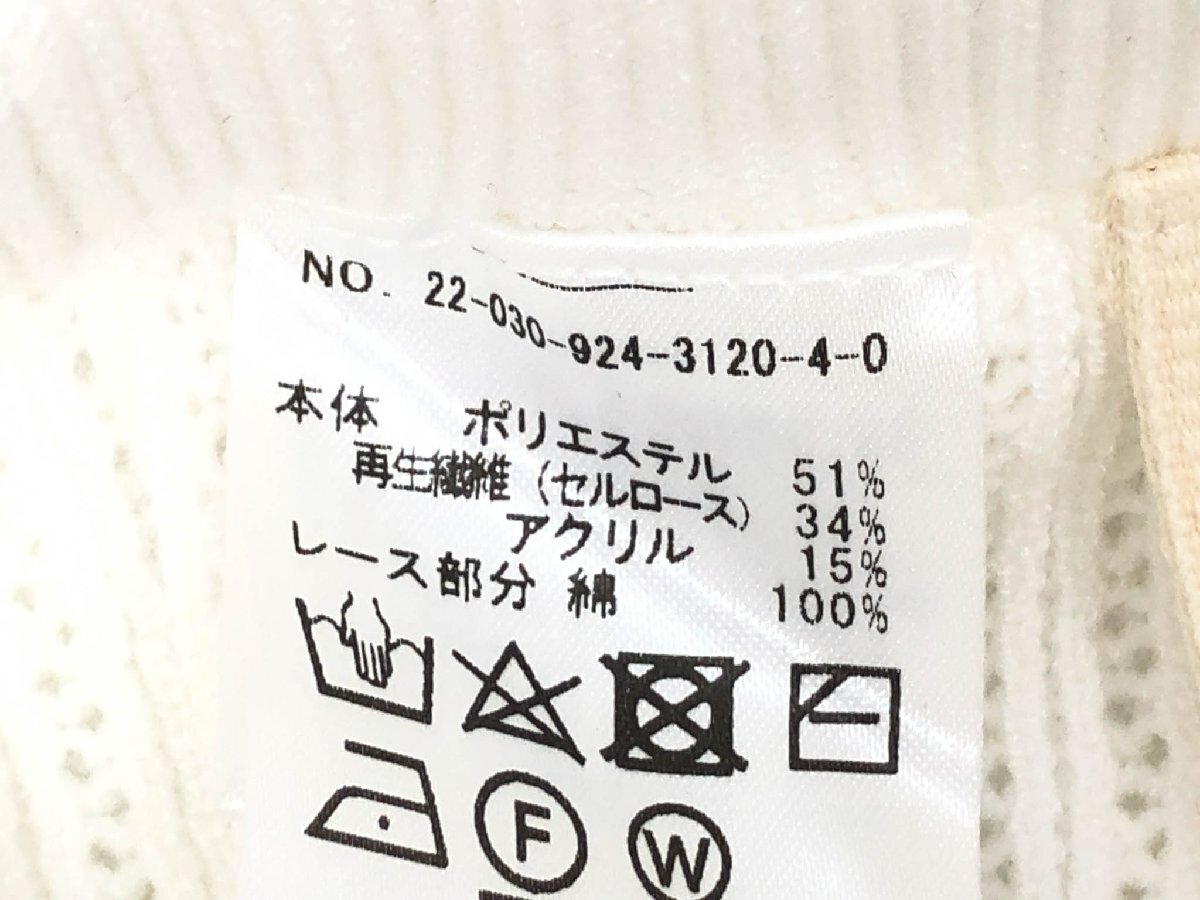 NO. 22-030-924-3120-4-0
本体 ポリエステル 51%
再生繊維(セルロース) 34%
アクリル 15%
レース部分 綿 100%
F W